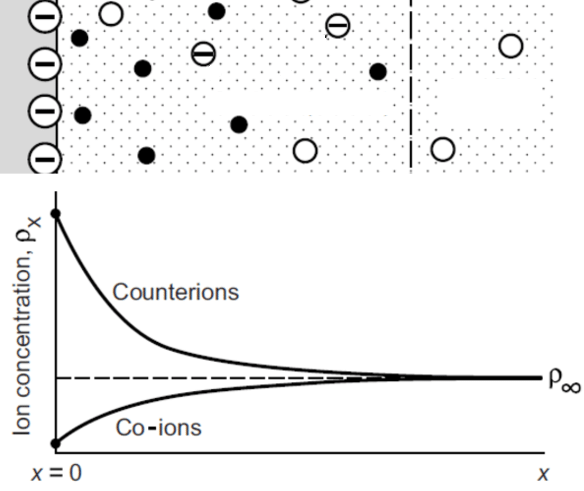 Ion concentration, ρx
Counterions
ρ∞
Co-ions
x = 0
x